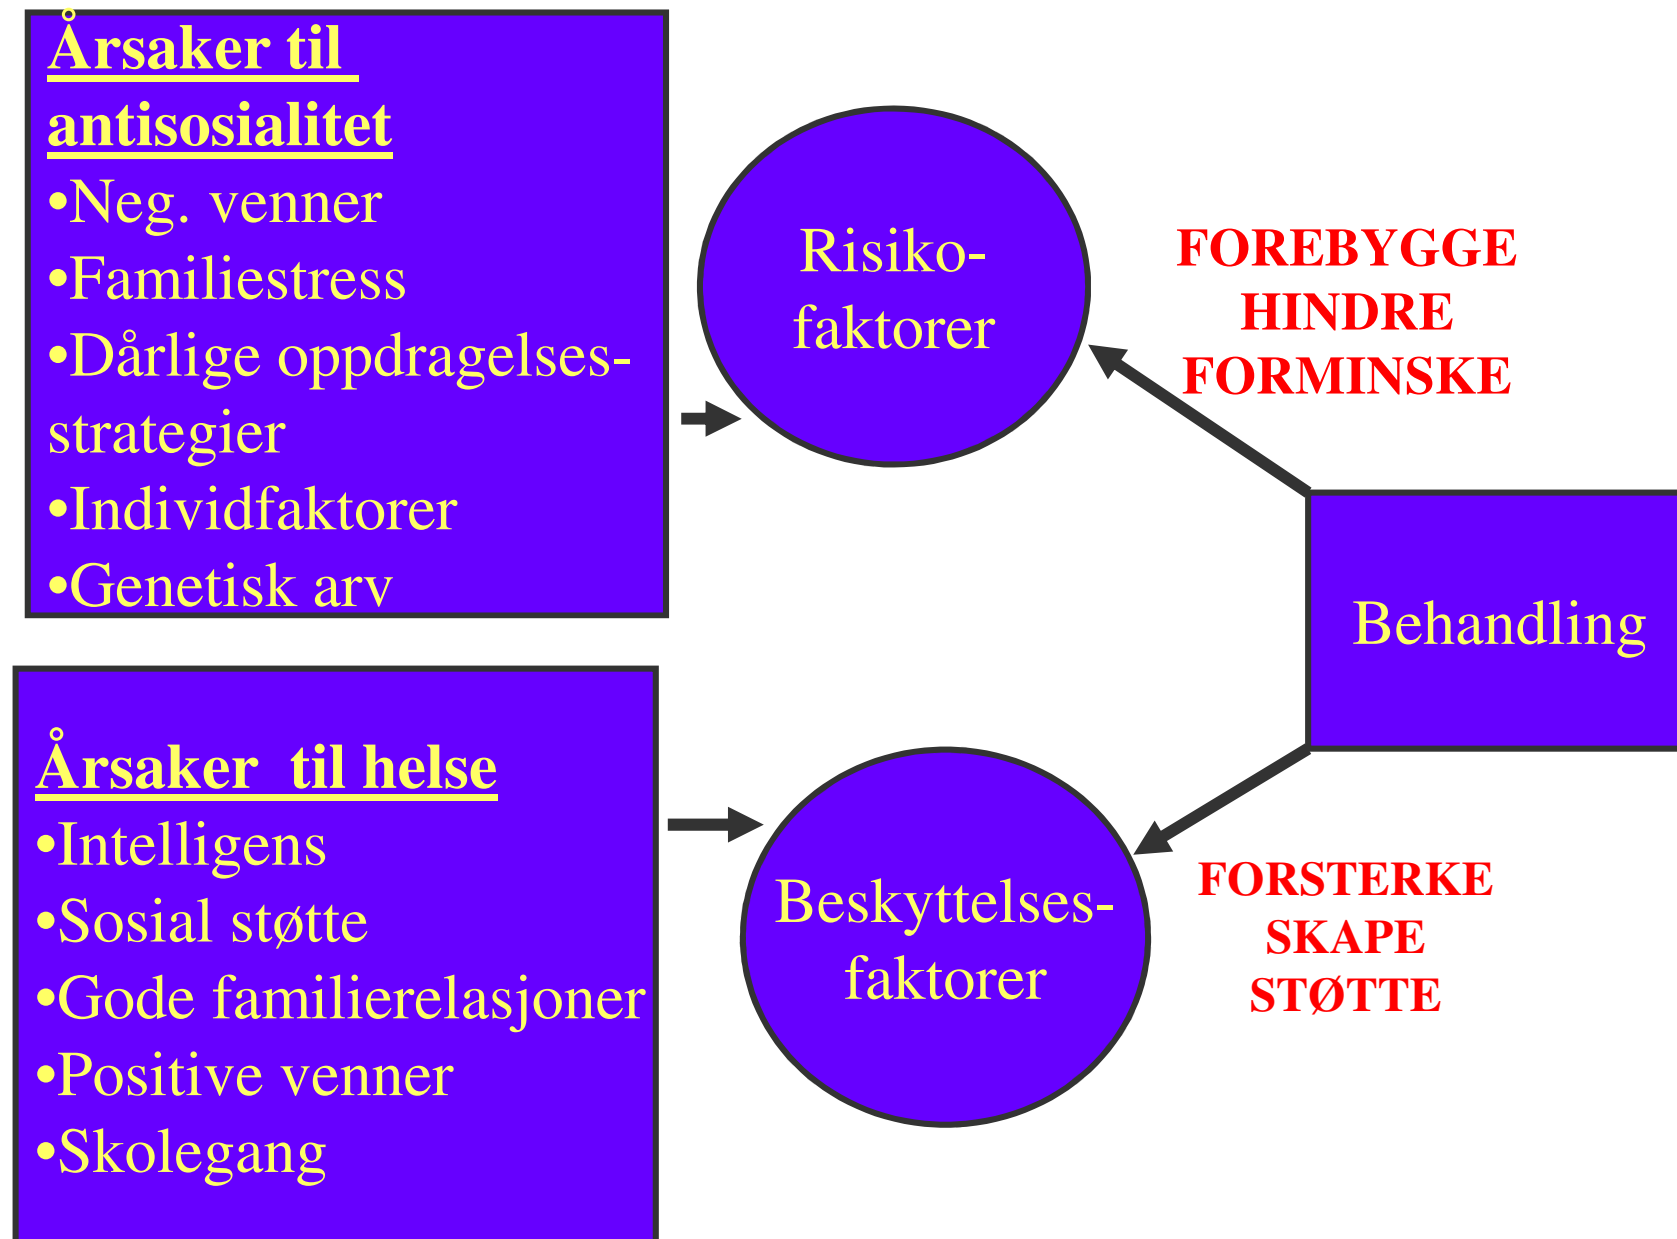 Årsaker til
antisosialitet
•Neg. venner
•Familiestress
•Dårlige oppdragelses-
strategier
•Individfaktorer
•Genetisk arv
Risiko-
faktorer
FOREBYGGE
HINDRE
FORMINSKE
Behandling
Årsaker til helse
•Intelligens
•Sosial støtte
•Gode familierelasjoner
•Positive venner
•Skolegang
Beskyttelses-
faktorer
FORSTERKE
SKAPE
STØTTE